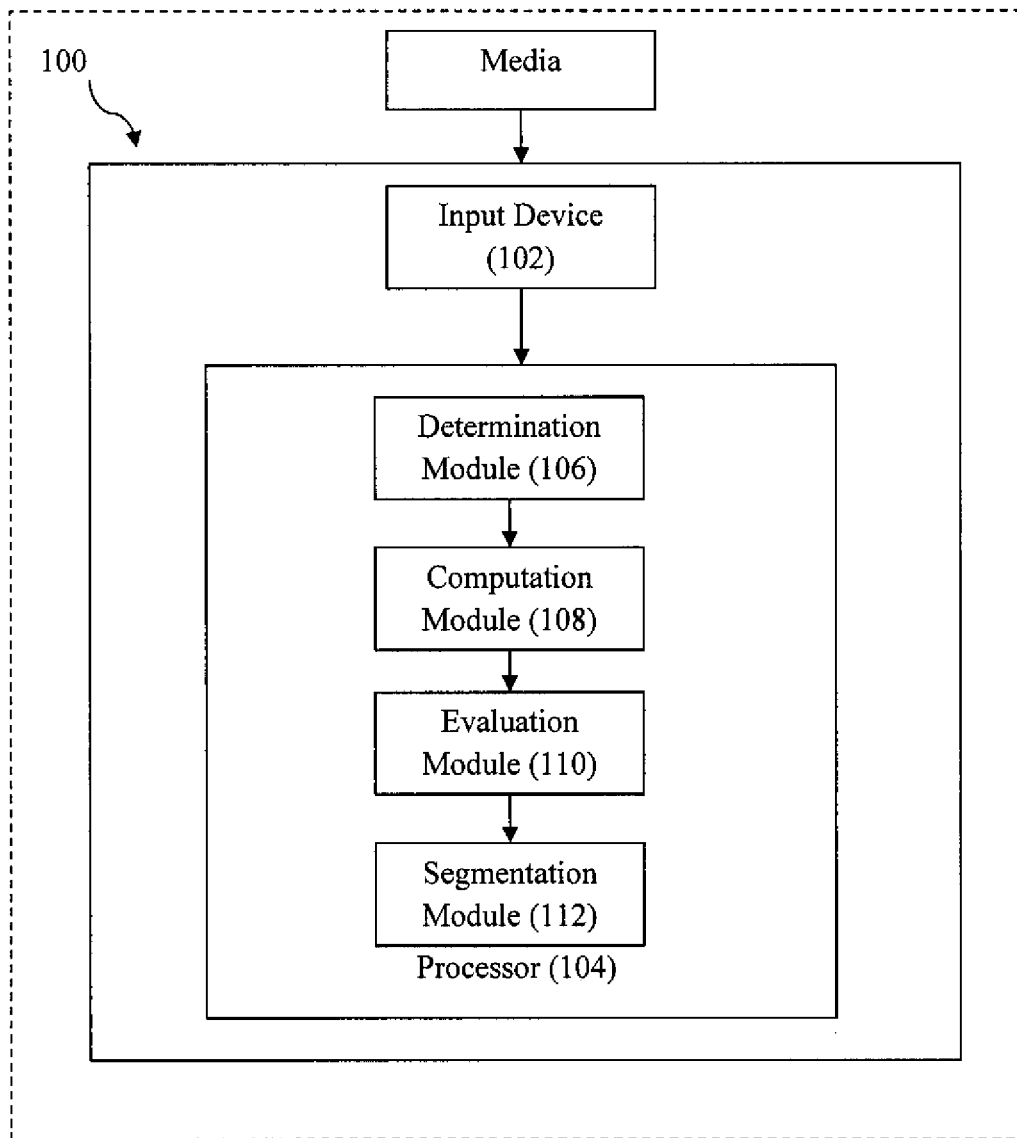 Media
100
Input Device
(102)
Determination
Module (106)
Computation
Module (108)
Evaluation
Module (110)
Segmentation
Module (112)
Processor (104)